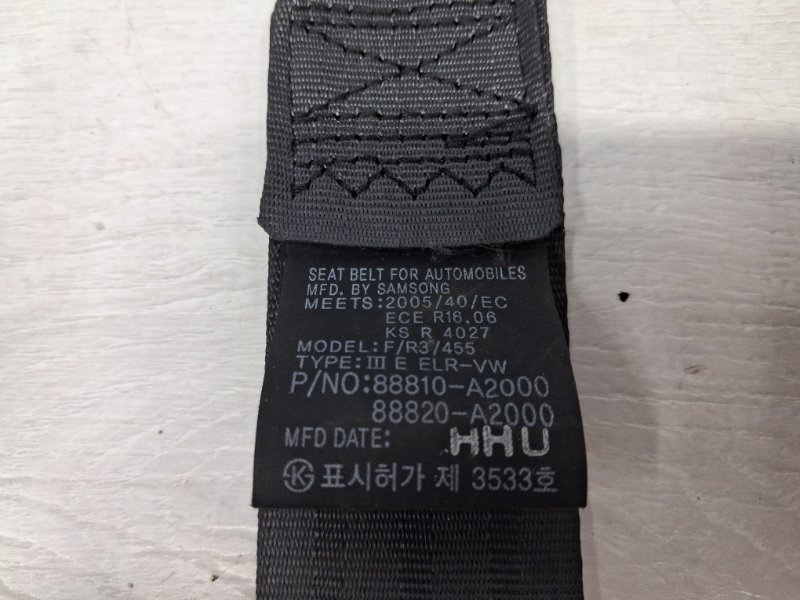 SEAT BELT FOR AUTOMOBILES
MFD. BY SAMSONG
MEETS:2005/40/EC
ECE R16.06
KS R 4027
MODEL:F/R3/455
TYPE:Ⅲ E ELR-VW
P/NO:88810-A2000
88820-A2000
MFD DATE: HHU
표시허가 제 3533호